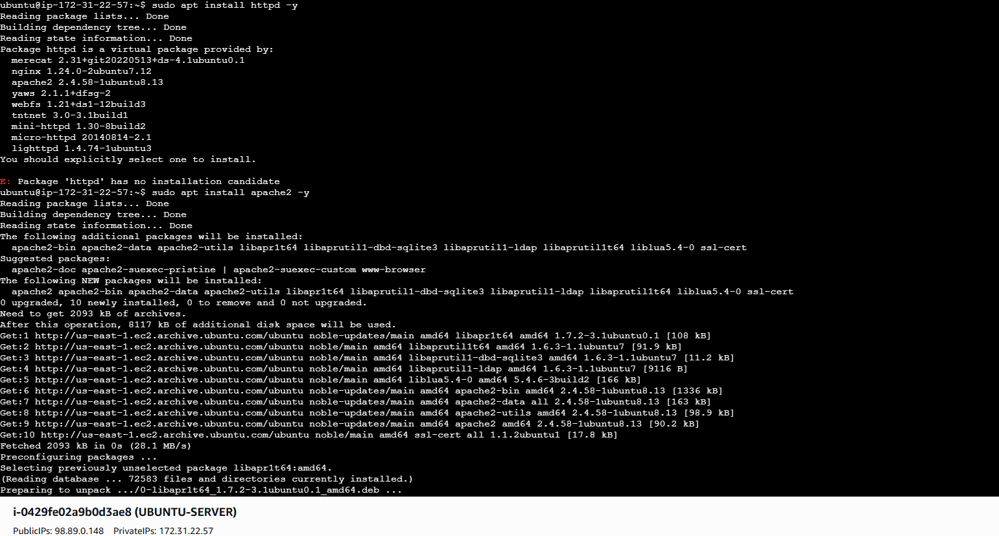 ubuntu@ip-172-31-22-57:~$ sudo apt install httpd -y
Reading package lists... Done
Building dependency tree... Done
Reading state information... Done
Package httpd is a virtual package provided by:
  merecat 2.31+git20220513+ds-4.1ubuntu0.1
  nginx 1.24.0-2ubuntu7.12
  apache2 2.4.58-1ubuntu8.13
  yaws 2.1.1+dfsg-2
  webfs 1.21+ds1-12build3
  tntnet 3.0-3.1build1
  mini-httpd 1.30-8build2
  micro-httpd 20140814-2.1
  lighttpd 1.4.74-1ubuntu3
You should explicitly select one to install.
E: Package 'httpd' has no installation candidate
ubuntu@ip-172-31-22-57:~$ sudo apt install apache2 -y
Reading package lists... Done
Building dependency tree... Done
Reading state information... Done
The following additional packages will be installed:
  apache2-bin apache2-data apache2-utils libapr1t64 libaprutil1-dbd-sqlite3 libaprutil1-ldap libaprutil1t64 liblua5.4-0 ssl-cert
Suggested packages:
  apache2-doc apache2-suexec-pristine | apache2-suexec-custom www-browser
The following NEW packages will be installed:
  apache2 apache2-bin apache2-data apache2-utils libapr1t64 libaprutil1-dbd-sqlite3 libaprutil1-ldap libaprutil1t64 liblua5.4-0 ssl-cert
0 upgraded, 10 newly installed, 0 to remove and 0 not upgraded.
Need to get 2093 kB of archives.
After this operation, 8117 kB of additional disk space will be used.
Get:1 http://us-east-1.ec2.archive.ubuntu.com/ubuntu noble-updates/main amd64 libapr1t64 amd64 1.7.2-3.1ubuntu0.1 [108 kB]
Get:2 http://us-east-1.ec2.archive.ubuntu.com/ubuntu noble/main amd64 libaprutil1t64 amd64 1.6.3-1.1ubuntu7 [91.9 kB]
Get:3 http://us-east-1.ec2.archive.ubuntu.com/ubuntu noble/main amd64 libaprutil1-dbd-sqlite3 amd64 1.6.3-1.1ubuntu7 [11.2 kB]
Get:4 http://us-east-1.ec2.archive.ubuntu.com/ubuntu noble/main amd64 libaprutil1-ldap amd64 1.6.3-1.1ubuntu7 [9116 B]
Get:5 http://us-east-1.ec2.archive.ubuntu.com/ubuntu noble/main amd64 liblua5.4-0 amd64 5.4.6-3build2 [166 kB]
Get:6 http://us-east-1.ec2.archive.ubuntu.com/ubuntu noble-updates/main amd64 apache2-bin amd64 2.4.58-1ubuntu8.13 [1336 kB]
Get:7 http://us-east-1.ec2.archive.ubuntu.com/ubuntu noble-updates/main amd64 apache2-data all 2.4.58-1ubuntu8.13 [163 kB]
Get:8 http://us-east-1.ec2.archive.ubuntu.com/ubuntu noble-updates/main amd64 apache2-utils amd64 2.4.58-1ubuntu8.13 [98.9 kB]
Get:9 http://us-east-1.ec2.archive.ubuntu.com/ubuntu noble-updates/main amd64 apache2 amd64 2.4.58-1ubuntu8.13 [90.2 kB]
Get:10 http://us-east-1.ec2.archive.ubuntu.com/ubuntu noble/main amd64 ssl-cert all 1.1.2ubuntu1 [17.8 kB]
Fetched 2093 kB in 0s (28.1 MB/s)
Preconfiguring packages ...
Selecting previously unselected package libapr1t64:amd64.
(Reading database ... 72583 files and directories currently installed.)
Preparing to unpack .../0-libapr1t64_1.7.2-3.1ubuntu0.1_amd64.deb ...
i-0429fe02a9b0d3ae8 (UBUNTU-SERVER)
PublicIPs: 98.89.0.148    PrivateIPs: 172.31.22.57